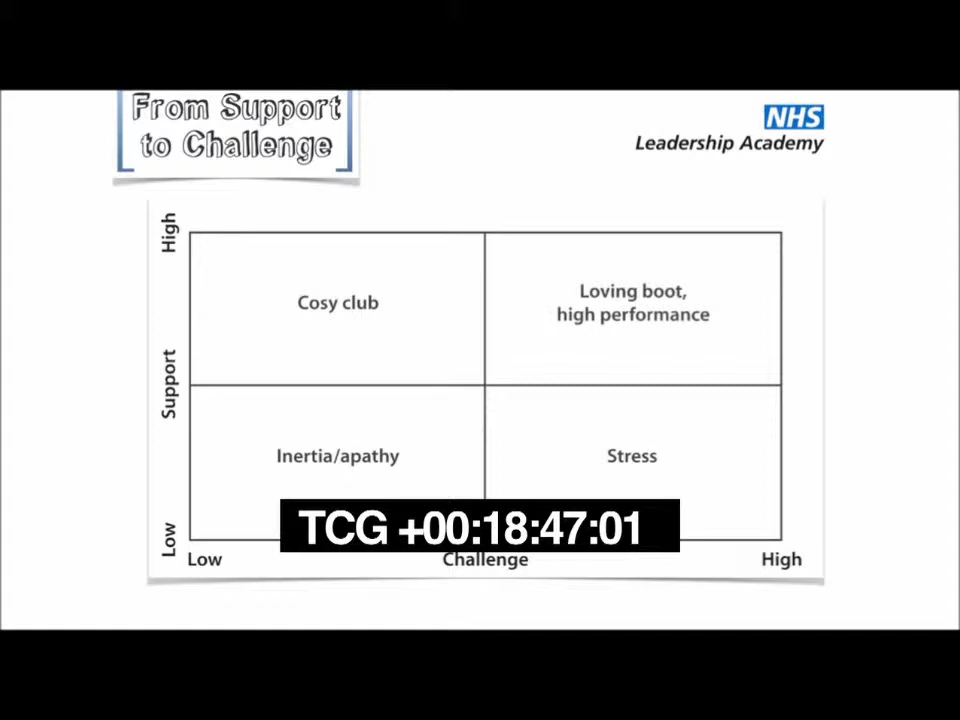 From Support
to Challenge
NHS
Leadership Academy
High
Support
Low
Cosy club
Loving boot,
high performance
Inertia/apathy
Stress
TCG +00:18:47:01
Low
Challenge
High